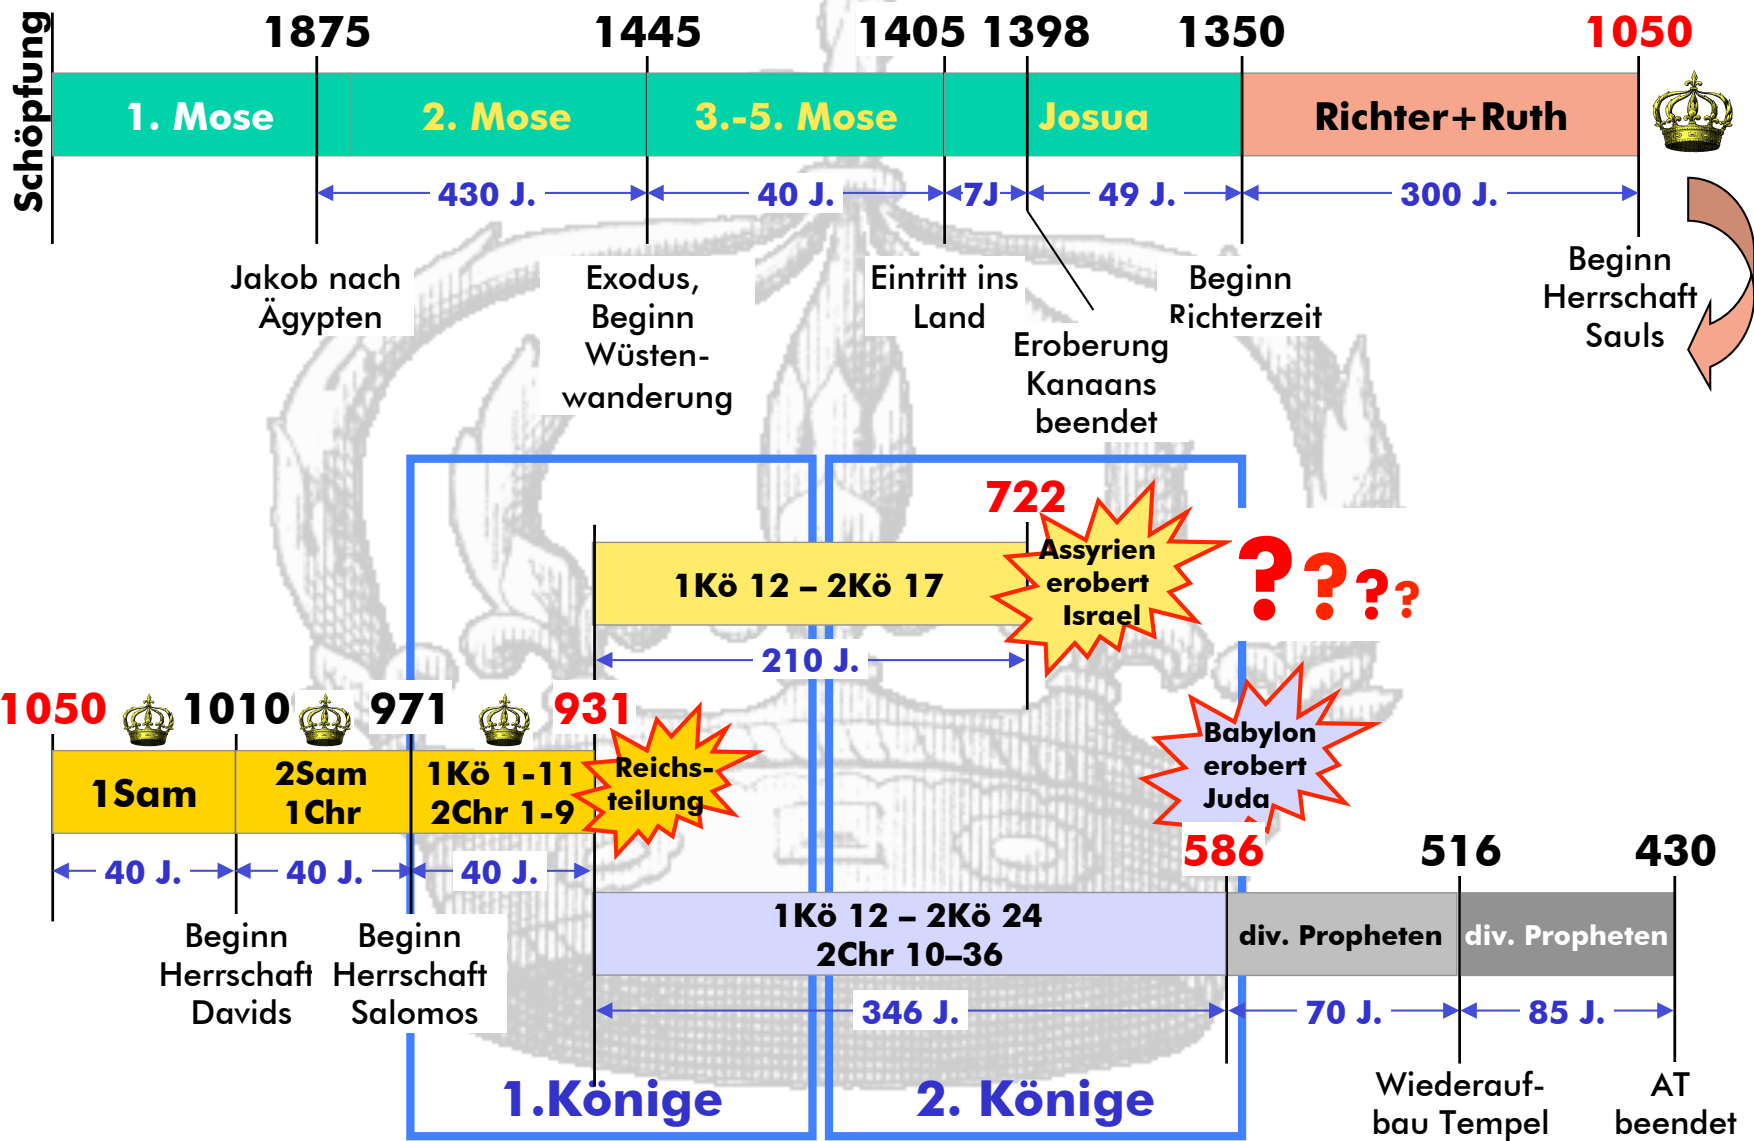 Schöpfung
1875
1445
1405
1398
1350
1050
1. Mose
2. Mose
3.-5. Mose
Josua
Richter+Ruth
430 J.
40 J.
7J
49 J.
300 J.
Jakob nach
Ägypten
Exodus,
Beginn
Wüsten-
wanderung
Eintritt ins
Land
Eroberung
Kanaans
beendet
Beginn
Richterzeit
Beginn
Herrschaft
Sauls
722
1Kö 12 – 2Kö 17
Assyrien
erobert
Israel
? ? ? ?
210 J.
1050
1010
971
931
1Sam
2Sam
1Chr
1Kö 1-11
2Chr 1-9
Reichs-
teilung
Babylon
erobert
Juda
40 J.
40 J.
40 J.
586
516
430
Beginn
Herrschaft
Davids
Beginn
Herrschaft
Salomos
1Kö 12 – 2Kö 24
2Chr 10–36
div. Propheten
div. Propheten
346 J.
70 J.
85 J.
1.Könige
2. Könige
Wiederauf-
bau Tempel
AT
beendet